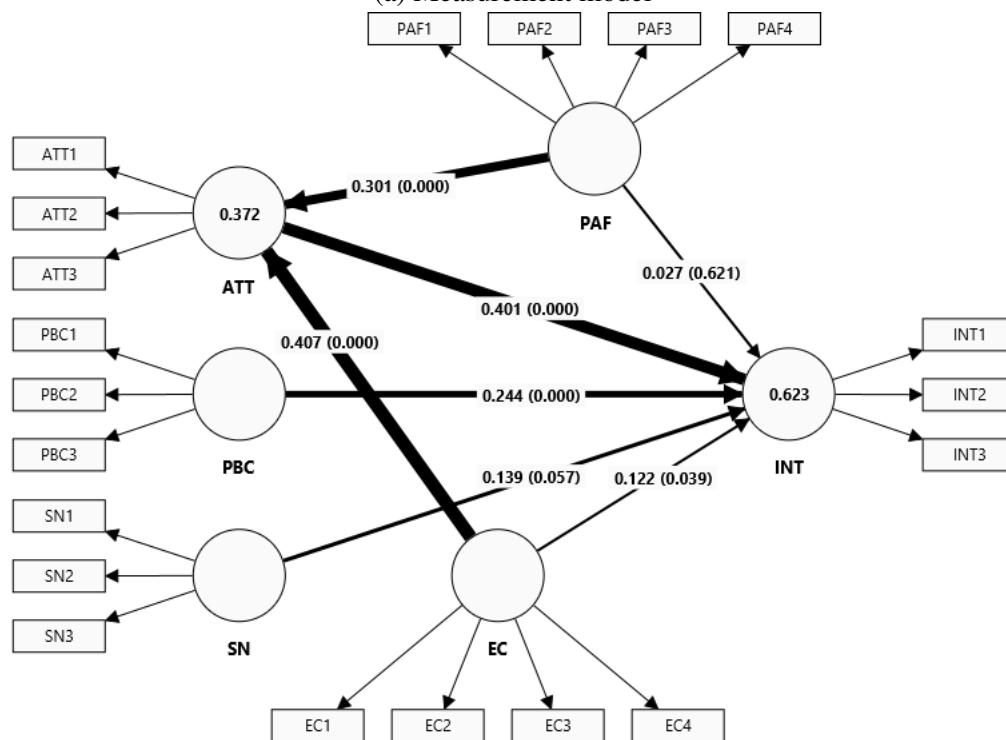 (a) Measurement model
PAF1
PAF2
PAF3
PAF4
ATT1
ATT2
ATT3
0.372
ATT
0.301 (0.000)
PAF
0.027 (0.621)
0.401 (0.000)
0.407 (0.000)
PBC1
PBC2
PBC3
PBC
0.244 (0.000)
0.623
INT
INT1
INT2
INT3
0.139 (0.057)
0.122 (0.039)
SN1
SN2
SN3
SN
EC
EC1
EC2
EC3
EC4